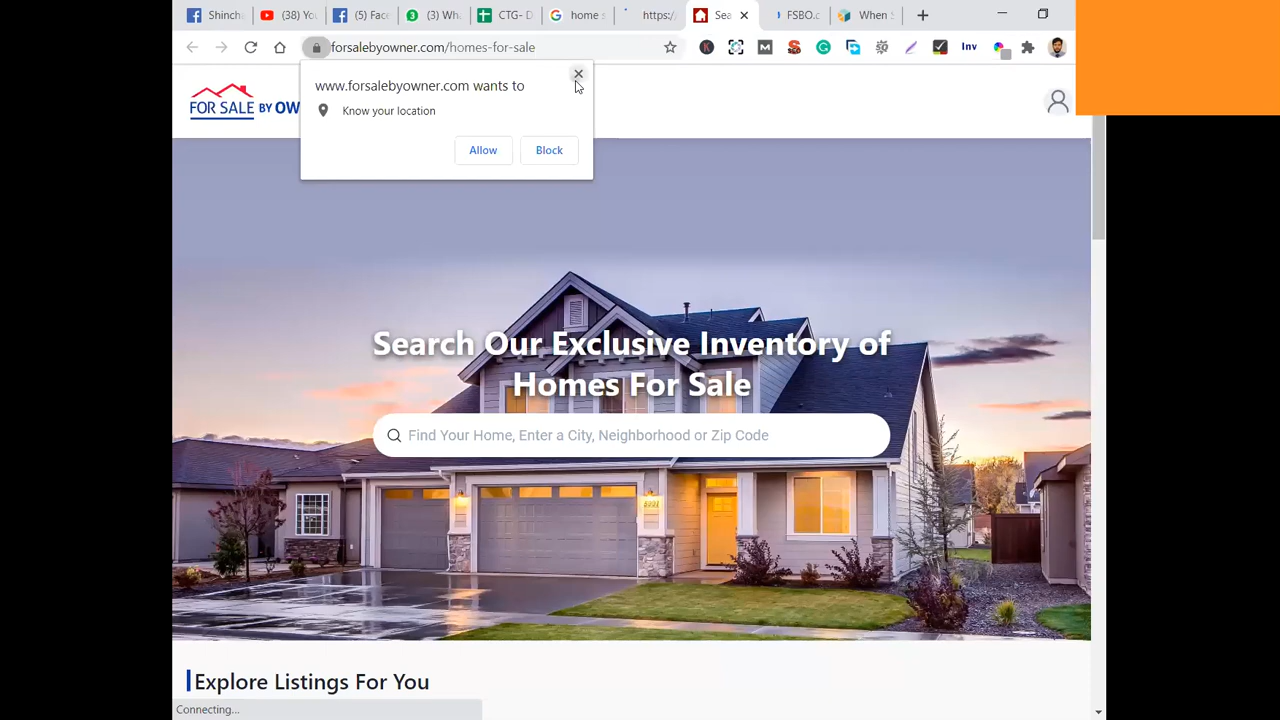 Shinch
(38) Yo
(5) Fac
(3) Wh
CTG- D
home s
https:/
Sea
FSBO.c
When S
forsalebyowner.com/homes-for-sale
Inv
www.forsalebyowner.com wants to
Know your location
Allow
Block
FOR SALE BY OW
Search Our Exclusive Inventory of
Homes For Sale
Find Your Home, Enter a City, Neighborhood or Zip Code
Explore Listings For You
Connecting...